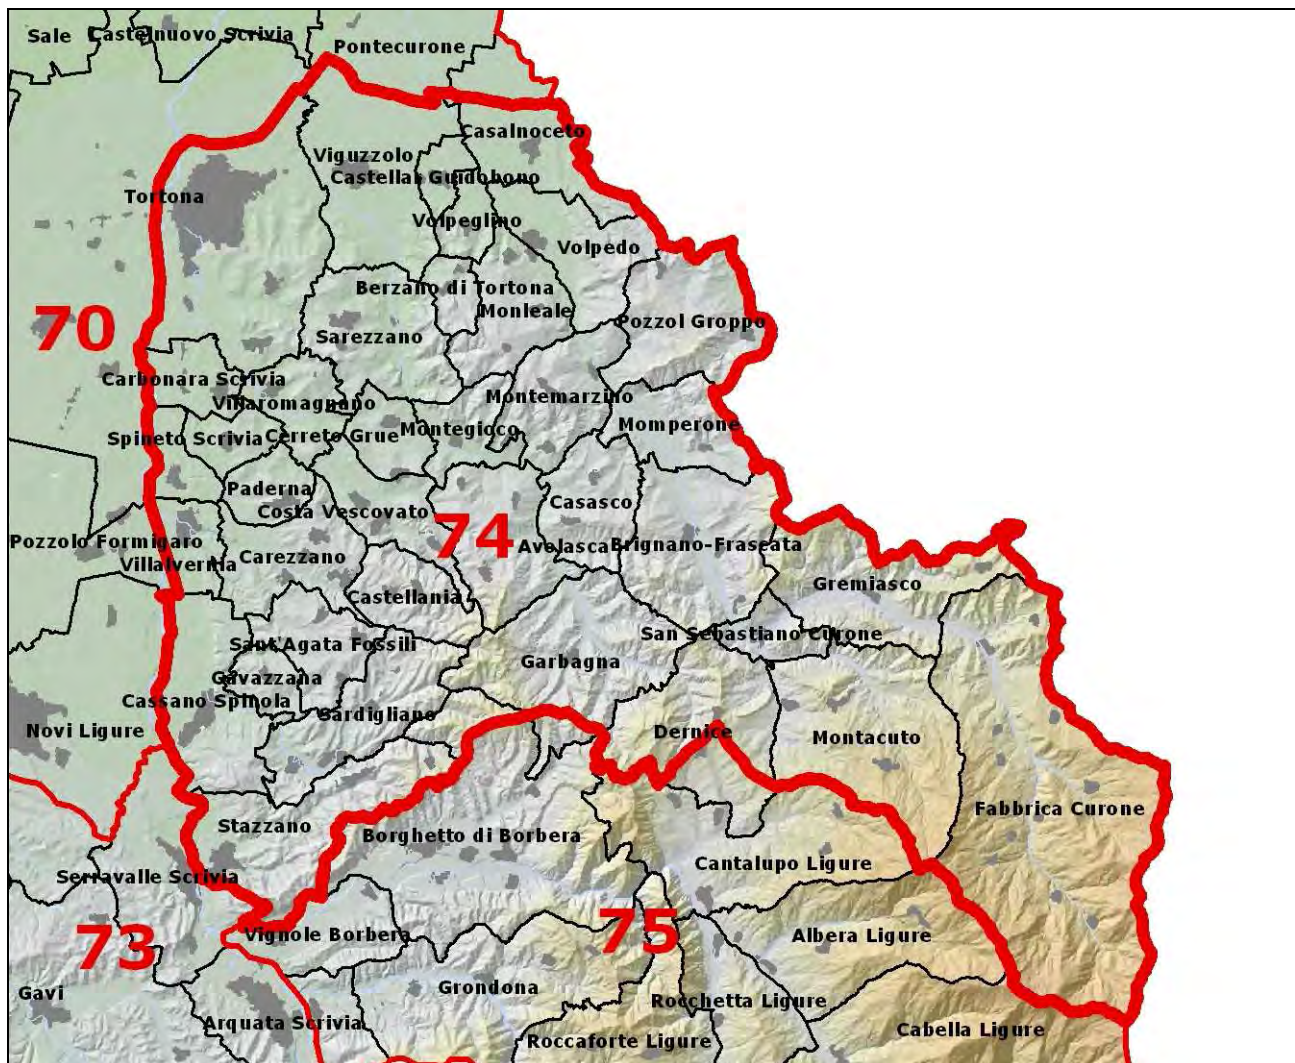 Sale
Castelnuovo Scrivia
Pontecurone
Casalnoceto
Viguzzolo
Castellar Guidobono
Tortona
Volpeglino
Volpedo
Berzano di Tortona
Monleale
70
Sarezzano
Pozzol Groppo
Carbonara Scrivia
Villaromagnano
Montemarzino
Spineto Scrivia
Cerreto Grue
Montegioco
Momperone
Paderna
Costa Vescovato
Casasco
74
Pozzolo Formigaro
Villalvernia
Carezzano
Avolasca
Brignano-Frascata
Castellania
Gremiasco
Sant'Agata Fossili
San Sebastiano Curone
Garbagna
Gavazzana
Cassano Spinola
Sardigliano
Novi Ligure
Dernice
Montacuto
Fabbrica Curone
Stazzano
Borghetto di Borbera
Cantalupo Ligure
Serravalle Scrivia
73
Vignole Borbera
75
Albera Ligure
Gavi
Grondona
Rocchetta Ligure
Arquata Scrivia
Roccaforte Ligure
Cabella Ligure